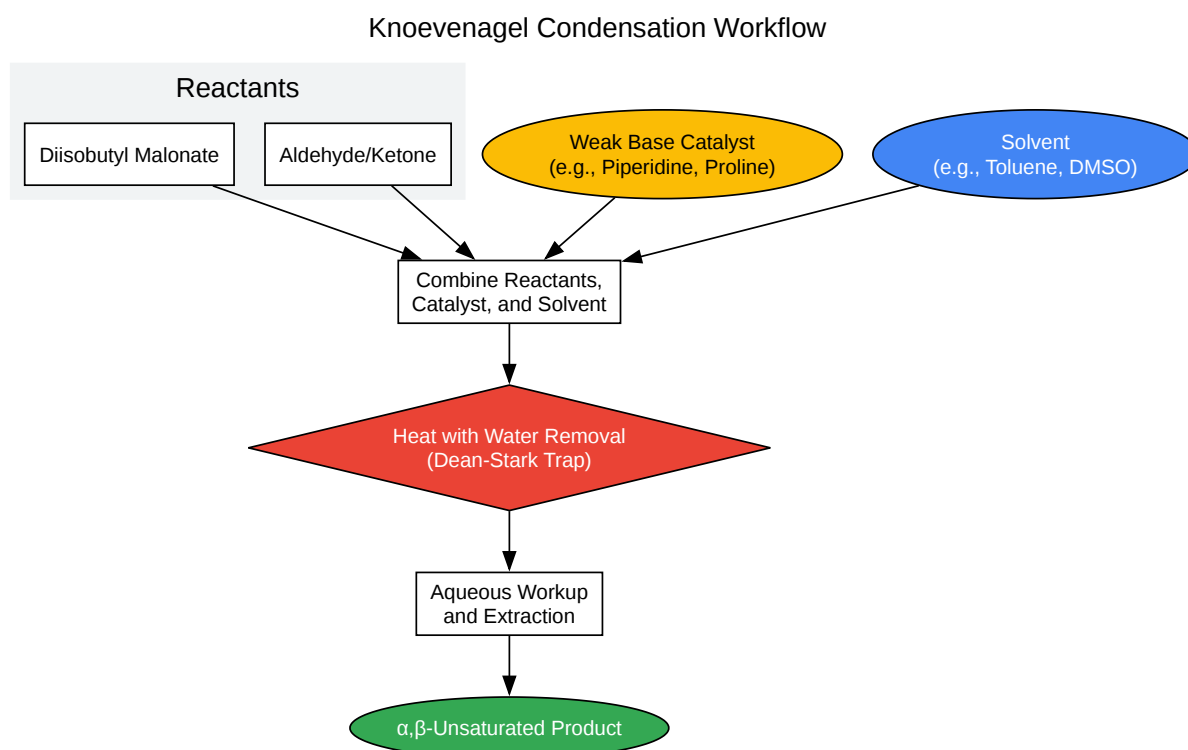 Knoevenagel Condensation Workflow
Reactants
Diisobutyl Malonate
Aldehyde/Ketone
Weak Base Catalyst
(e.g., Piperidine, Proline)
Solvent
(e.g., Toluene, DMSO)
Combine Reactants,
Catalyst, and Solvent
Heat with Water Removal
(Dean-Stark Trap)
Aqueous Workup
and Extraction
α,β-Unsaturated Product